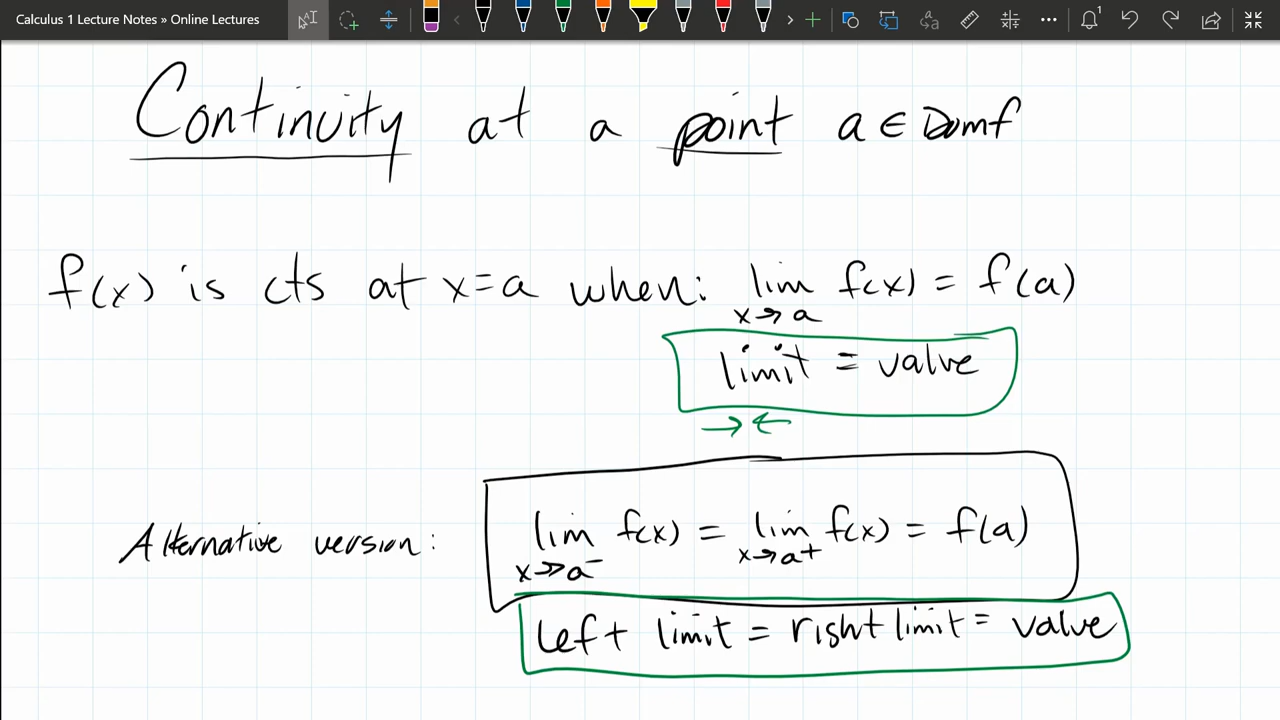 Calculus 1 Lecture Notes » Online Lectures
Continuity at a point a ∈ Domf
f(x) is cts at x=a when: lim f(x) = f(a)
x→a
limit = value
→←
Alternative version: lim f(x) = lim f(x) = f(a)
x→a⁻ x→a⁺
left limit = right limit = value